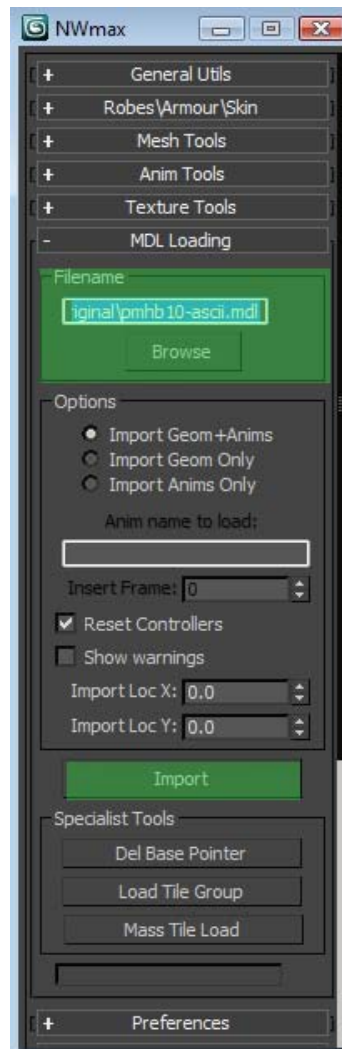 NWmax
+ General Utils
+ Robes\Armour\Skin
+ Mesh Tools
+ Anim Tools
+ Texture Tools
- MDL Loading
Filename
iginal\pmhb10-ascii.mdl
Browse
Options
Import Geom+Anims
Import Geom Only
Import Anims Only
Anim name to load:
Insert Frame: 0
Reset Controllers
Show warnings
Import Loc X: 0.0
Import Loc Y: 0.0
Import
Specialist Tools
Del Base Pointer
Load Tile Group
Mass Tile Load
+ Preferences